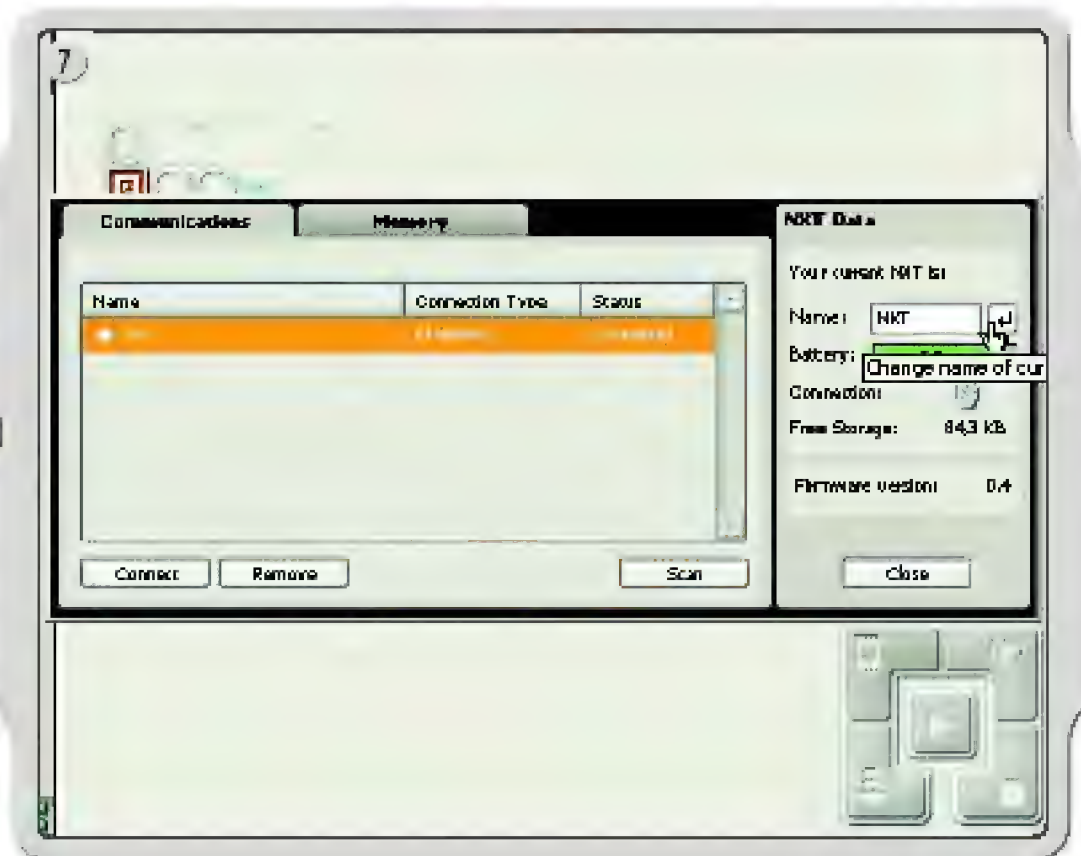 7
Communications
Memory
Name
Connection Type
Status
Connect
Remove
Scan
NXT Data
Your current NXT is:
Name: NXT
Battery:
Change name of cur
Connection:
Free Storage: 84,3 KB
Firmware version: 0.4
Close